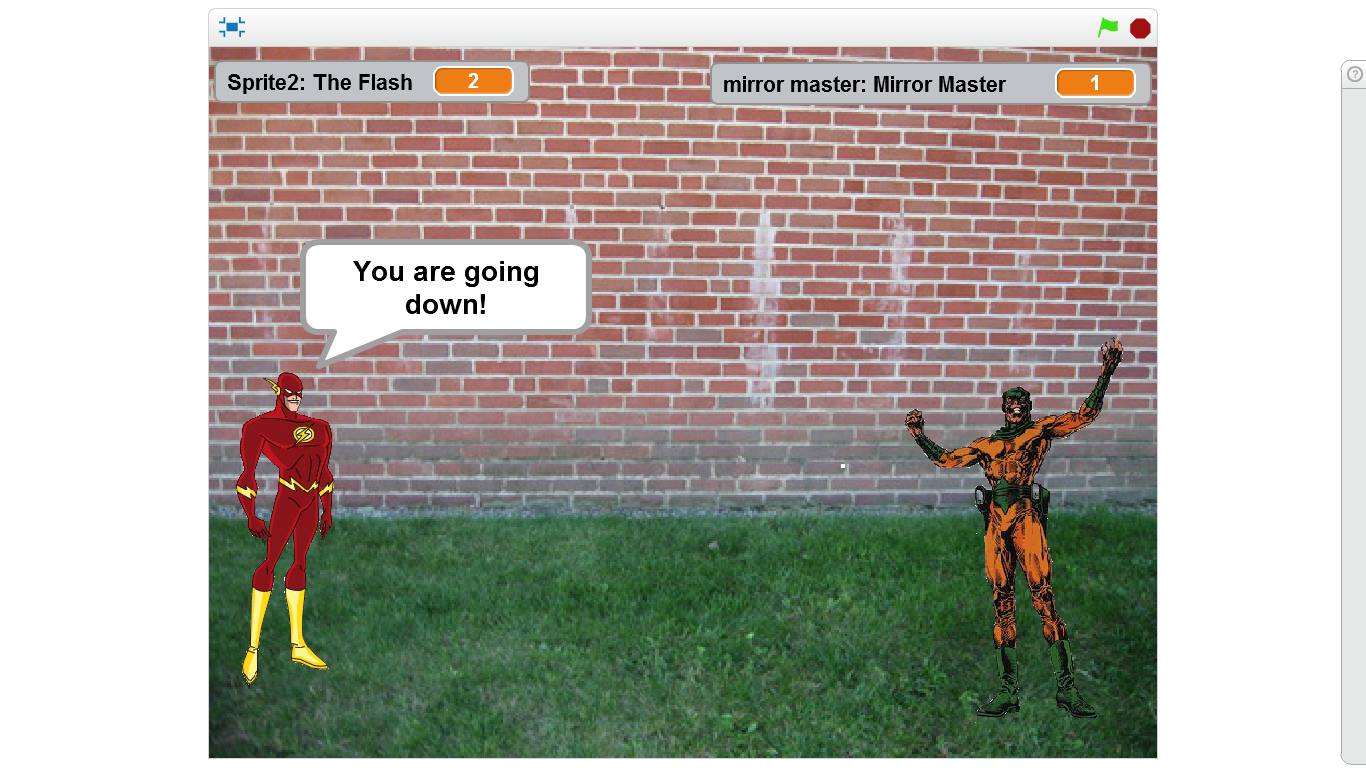 Sprite2: The Flash 2
mirror master: Mirror Master 1
You are going
down!
?